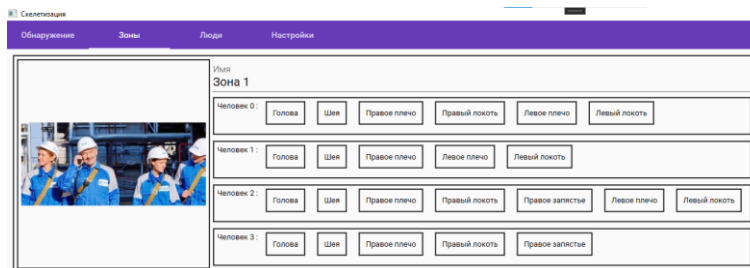 Скелетизация
Обнаружение Зоны Люди Настройки
Имя
Зона 1
Человек 0 : Голова Шея Правое плечо Правый локоть Левое плечо Левый локоть
Человек 1 : Голова Шея Правое плечо Левое плечо Левый локоть
Человек 2 : Голова Шея Правое плечо Правый локоть Правое запястье Левое плечо Левый локоть
Человек 3 : Голова Шея Правое плечо Правый локоть Правое запястье